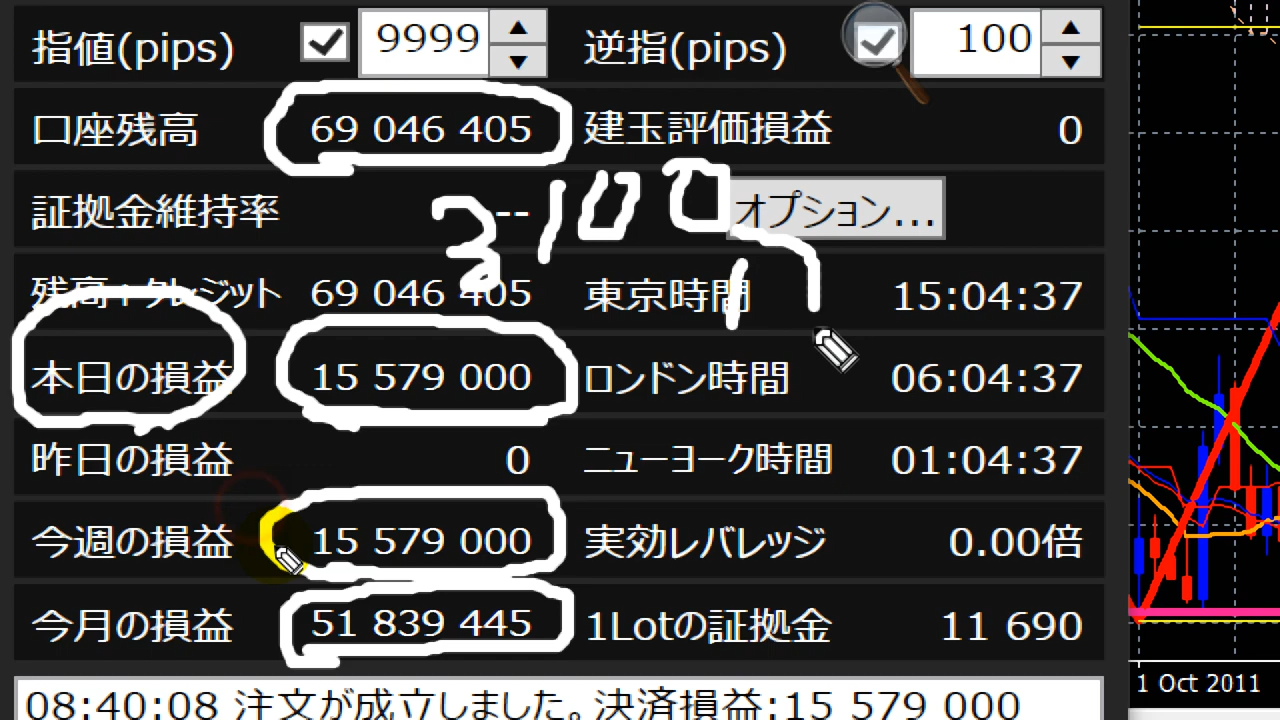 指値(pips) 9999 逆指(pips) 100
口座残高 69 046 405 建玉評価損益 0
証拠金維持率 -- オプション...
3100
残高+クレジット 69 046 405 東京時間 15:04:37
本日の損益 15 579 000 ロンドン時間 06:04:37
昨日の損益 0 ニューヨーク時間 01:04:37
今週の損益 15 579 000 実効レバレッジ 0.00倍
今月の損益 51 839 445 1Lotの証拠金 11 690
08:40:08 注文が成立しました。決済損益:15 579 000
1 Oct 2011